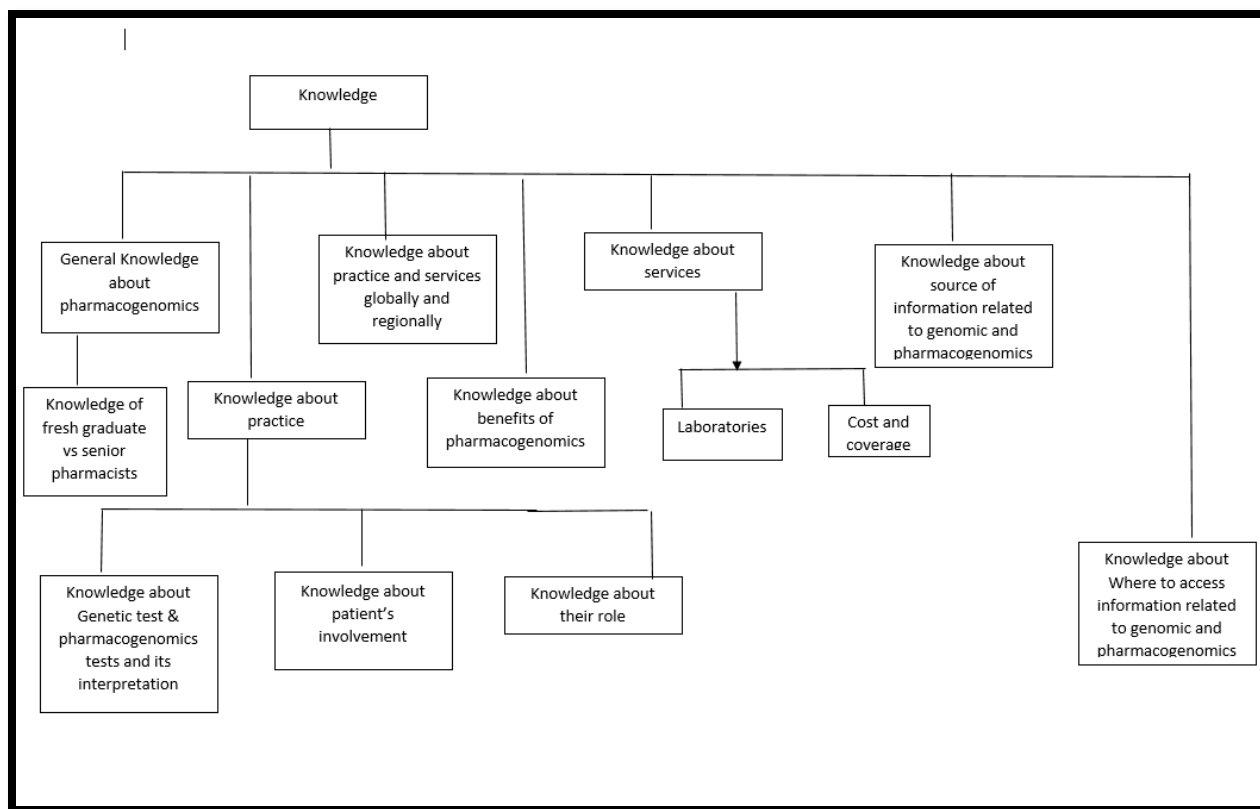 Knowledge
General Knowledge
about
pharmacogenomics
Knowledge about
practice and services
globally and
regionally
Knowledge about
services
Knowledge about
source of
information related
to genomic and
pharmacogenomics
Knowledge of
fresh graduate
vs senior
pharmacists
Knowledge about
practice
Knowledge about
benefits of
pharmacogenomics
Laboratories
Cost and
coverage
Knowledge about
Genetic test &
pharmacogenomics
tests and its
interpretation
Knowledge about
patient’s
involvement
Knowledge about
their role
Knowledge about
Where to access
information related
to genomic and
pharmacogenomics